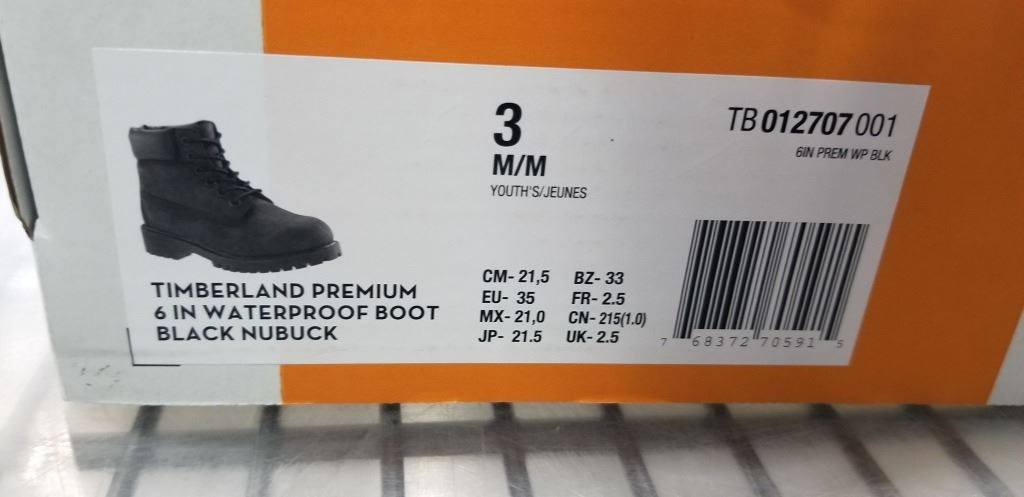 3
M/M
YOUTH'S/JEUNES
TB 012707 001
6IN PREM WP BLK
TIMBERLAND PREMIUM
6 IN WATERPROOF BOOT
BLACK NUBUCK
CM- 21,5 BZ- 33
EU- 35 FR- 2.5
MX- 21,0 CN- 215(1.0)
JP- 21.5 UK- 2.5
7 68372 70591 5